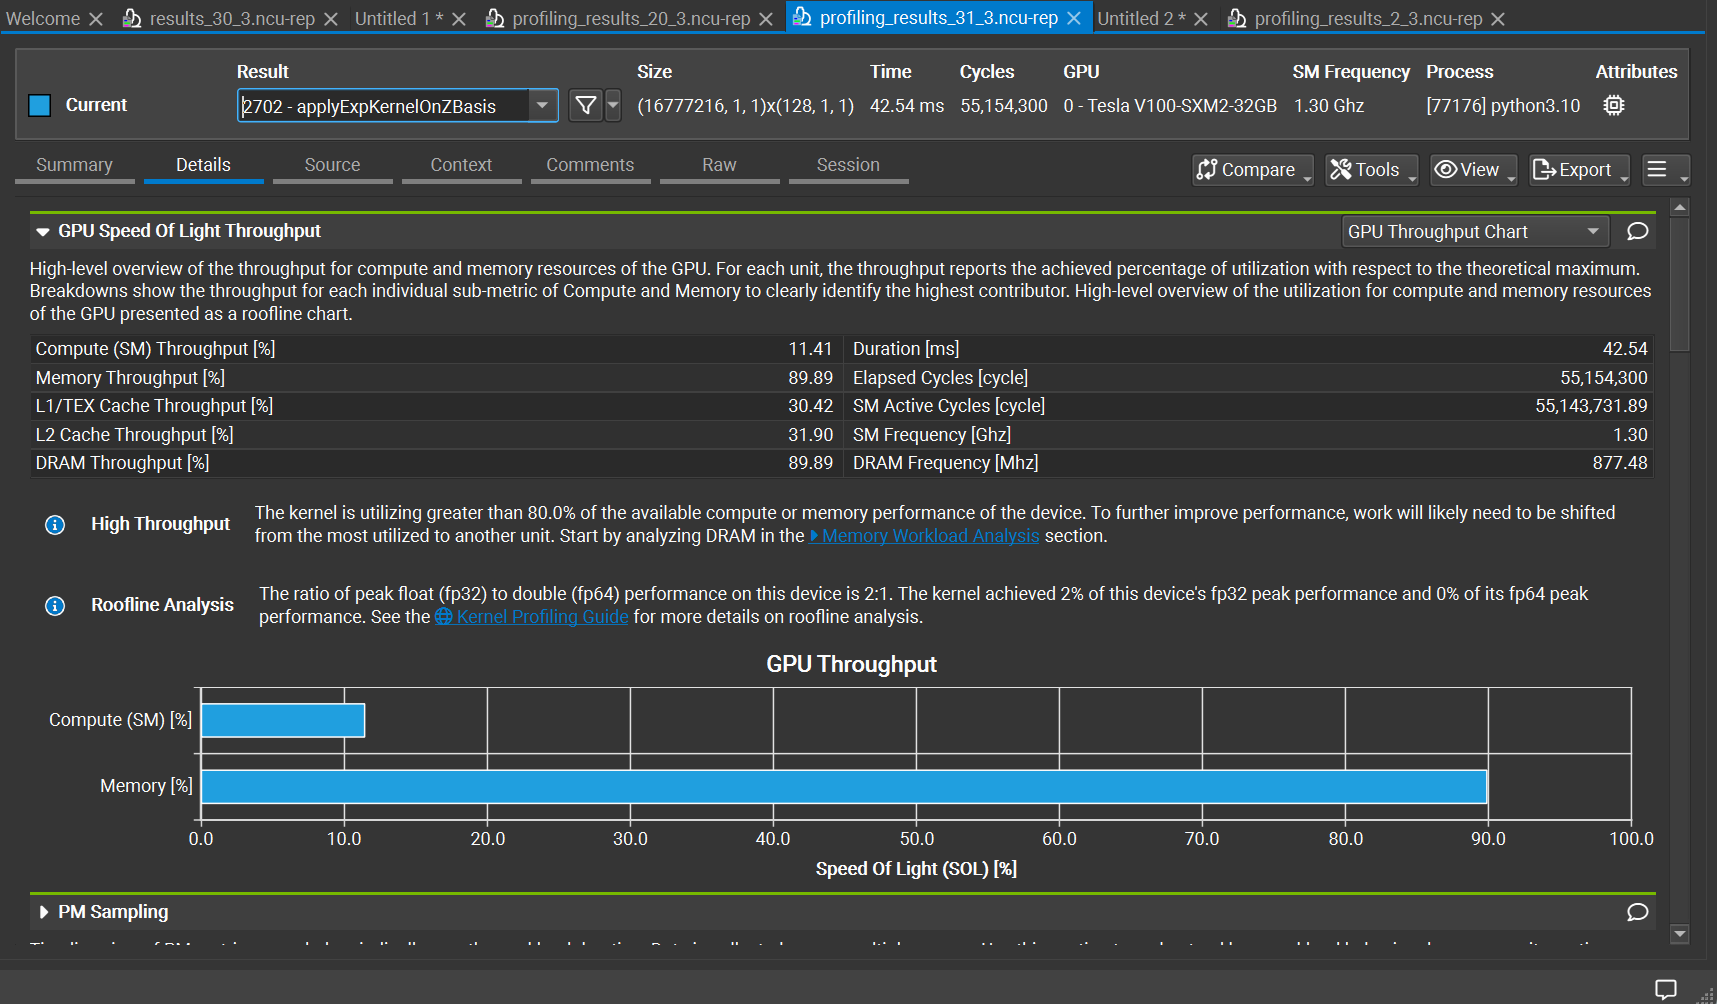 Welcome
results_30_3.ncu-rep
Untitled 1 *
profiling_results_20_3.ncu-rep
profiling_results_31_3.ncu-rep
Untitled 2 *
profiling_results_2_3.ncu-rep
Result Size Time Cycles GPU SM Frequency Process Attributes
Current 2702 - applyExpKernelOnZBasis (16777216, 1, 1)x(128, 1, 1) 42.54 ms 55,154,300 0 - Tesla V100-SXM2-32GB 1.30 Ghz [77176] python3.10
Summary Details Source Context Comments Raw Session Compare Tools View Export
GPU Speed Of Light Throughput GPU Throughput Chart
High-level overview of the throughput for compute and memory resources of the GPU. For each unit, the throughput reports the achieved percentage of utilization with respect to the theoretical maximum.
Breakdowns show the throughput for each individual sub-metric of Compute and Memory to clearly identify the highest contributor. High-level overview of the utilization for compute and memory resources
of the GPU presented as a roofline chart.
Compute (SM) Throughput [%] 11.41 Duration [ms] 42.54
Memory Throughput [%] 89.89 Elapsed Cycles [cycle] 55,154,300
L1/TEX Cache Throughput [%] 30.42 SM Active Cycles [cycle] 55,143,731.89
L2 Cache Throughput [%] 31.90 SM Frequency [Ghz] 1.30
DRAM Throughput [%] 89.89 DRAM Frequency [Mhz] 877.48
High Throughput
The kernel is utilizing greater than 80.0% of the available compute or memory performance of the device. To further improve performance, work will likely need to be shifted
from the most utilized to another unit. Start by analyzing DRAM in the Memory Workload Analysis section.
Roofline Analysis
The ratio of peak float (fp32) to double (fp64) performance on this device is 2:1. The kernel achieved 2% of this device's fp32 peak performance and 0% of its fp64 peak
performance. See the Kernel Profiling Guide for more details on roofline analysis.
GPU Throughput
Compute (SM) [%]
Memory [%]
0.0 10.0 20.0 30.0 40.0 50.0 60.0 70.0 80.0 90.0 100.0
Speed Of Light (SOL) [%]
PM Sampling